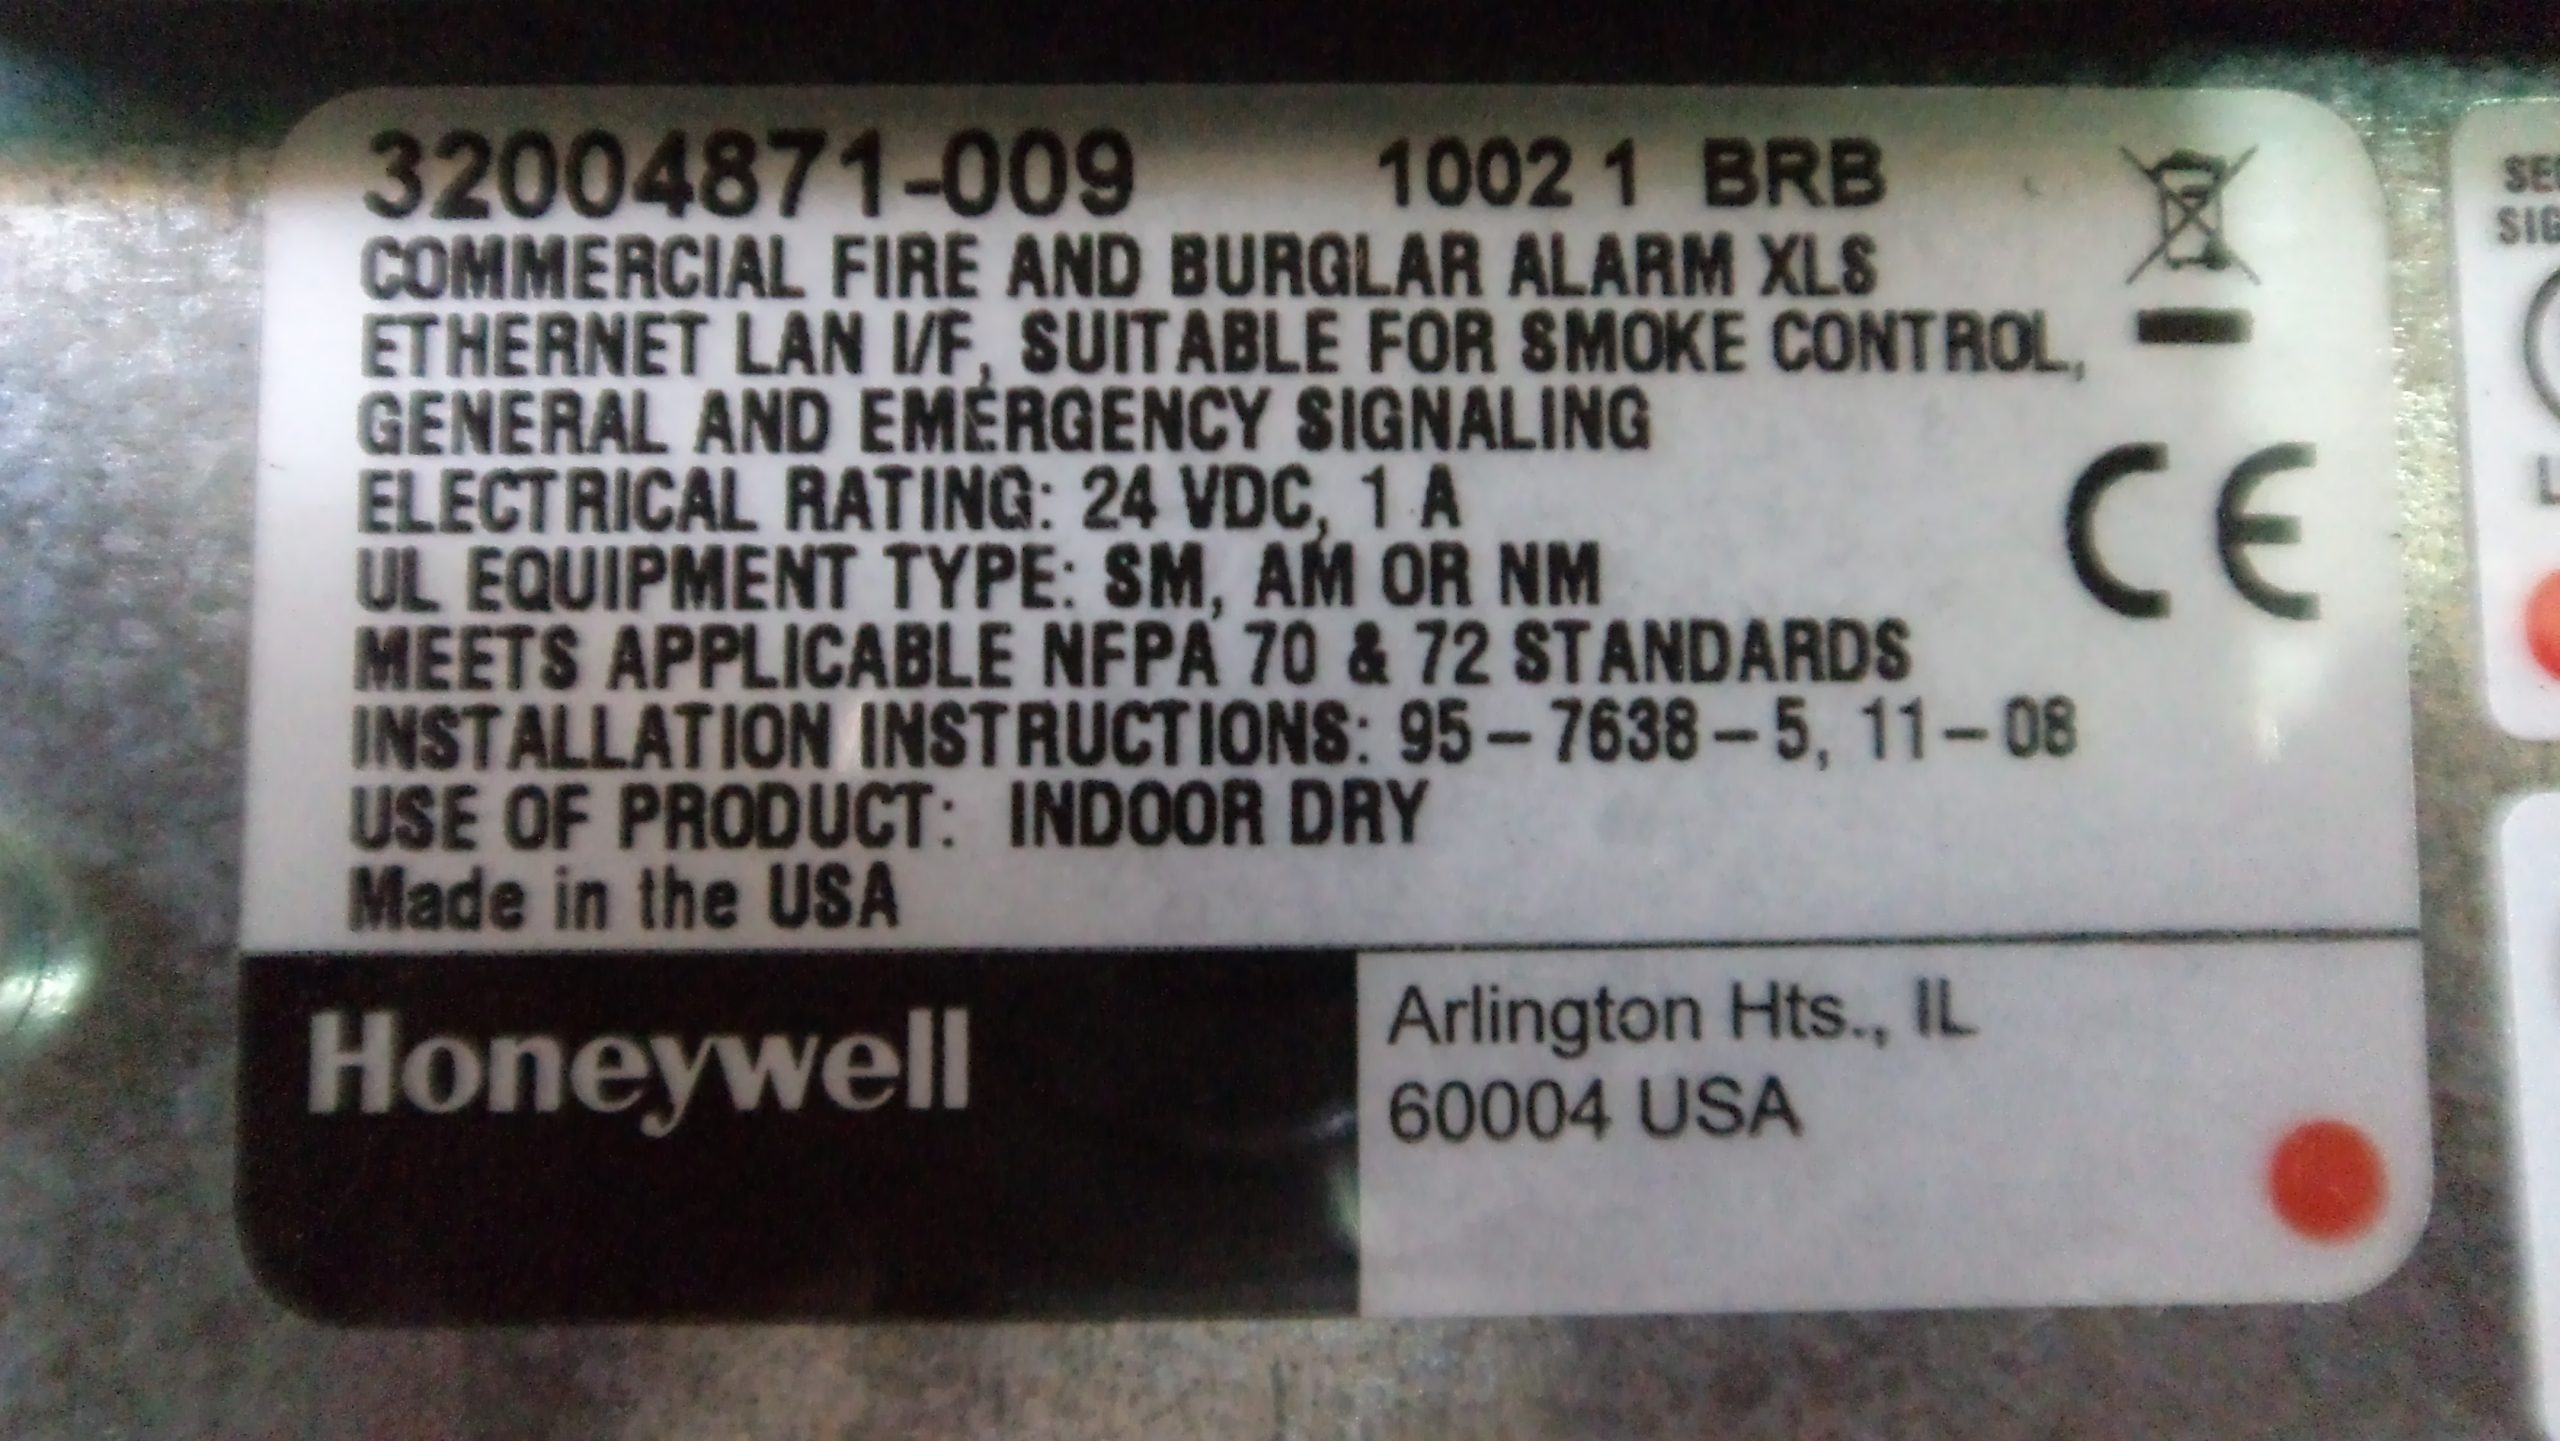 32004871-009 1002 1 BRB
COMMERCIAL FIRE AND BURGLAR ALARM XLS
ETHERNET LAN I/F, SUITABLE FOR SMOKE CONTROL,
GENERAL AND EMERGENCY SIGNALING
ELECTRICAL RATING: 24 VDC, 1 A
UL EQUIPMENT TYPE: SM, AM OR NM
MEETS APPLICABLE NFPA 70 & 72 STANDARDS
INSTALLATION INSTRUCTIONS: 95-7638-5, 11-08
USE OF PRODUCT: INDOOR DRY
Made in the USA
CE
Honeywell
Arlington Hts., IL
60004 USA